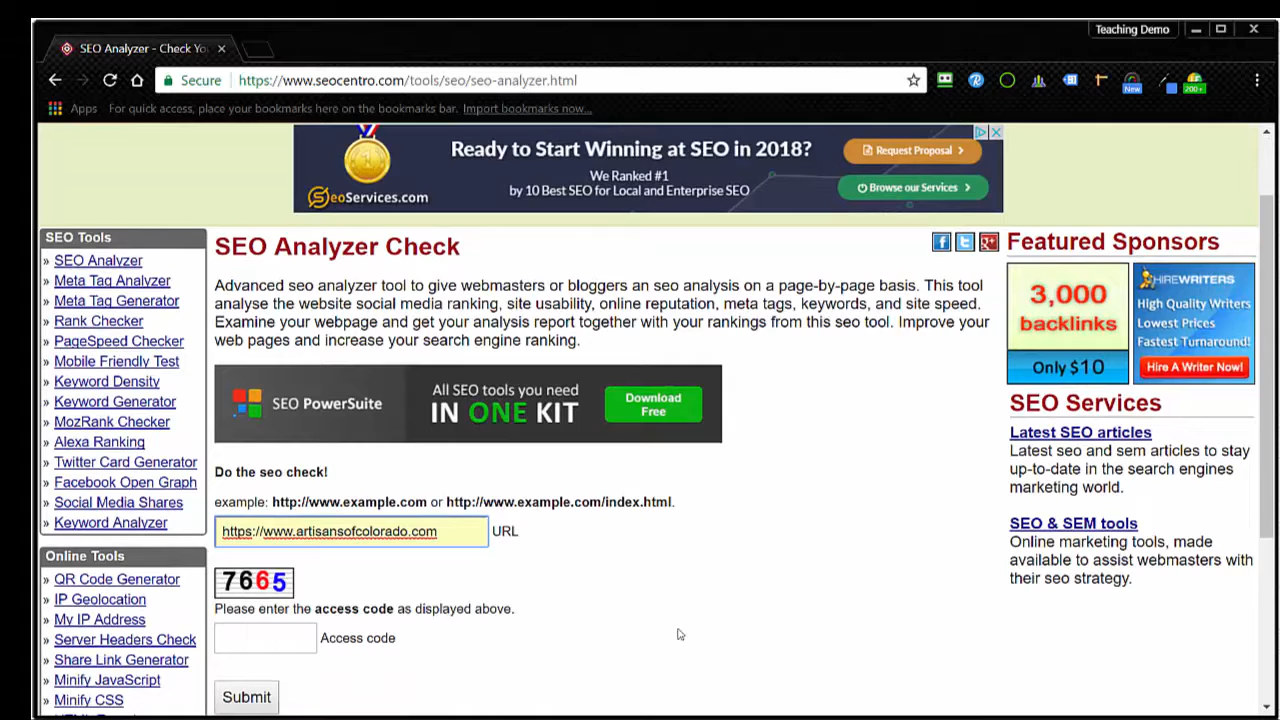 Teaching Demo
SEO Analyzer - Check Yo
Secure
https://www.seocentro.com/tools/seo/seo-analyzer.html
New
200+
Apps
For quick access, place your bookmarks here on the bookmarks bar. Import bookmarks now...
Ready to Start Winning at SEO in 2018?
We Ranked #1
by 10 Best SEO for Local and Enterprise SEO
SeoServices.com
Request Proposal
Browse our Services
SEO Tools
» SEO Analyzer
» Meta Tag Analyzer
» Meta Tag Generator
» Rank Checker
» PageSpeed Checker
» Mobile Friendly Test
» Keyword Density
» Keyword Generator
» MozRank Checker
» Alexa Ranking
» Twitter Card Generator
» Facebook Open Graph
» Social Media Shares
» Keyword Analyzer
Online Tools
» QR Code Generator
» IP Geolocation
» My IP Address
» Server Headers Check
» Share Link Generator
» Minify JavaScript
» Minify CSS
SEO Analyzer Check
Advanced seo analyzer tool to give webmasters or bloggers an seo analysis on a page-by-page basis. This tool
analyse the website social media ranking, site usability, online reputation, meta tags, keywords, and site speed.
Examine your webpage and get your analysis report together with your rankings from this seo tool. Improve your
web pages and increase your search engine ranking.
SEO POWERSUITE
All SEO tools you need
IN ONE KIT
Download
Free
Do the seo check!
example: http://www.example.com or http://www.example.com/index.html.
https://www.artisansofcolorado.com URL
7665
Please enter the access code as displayed above.
Access code
Submit
Featured Sponsors
3,000
backlinks
Only $10
HIREWRITERS
High Quality Writers
Lowest Prices
Fastest Turnaround!
Hire A Writer Now!
SEO Services
Latest SEO articles
Latest seo and sem articles to stay
up-to-date in the search engines
marketing world.
SEO & SEM tools
Online marketing tools, made
available to assist webmasters with
their seo strategy.